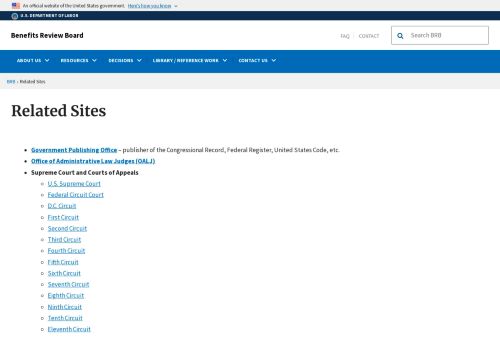 An official website of the United States government. Here's how you know
U.S. DEPARTMENT OF LABOR
Benefits Review Board
FAQ CONTACT
Search BRB
ABOUT US RESOURCES DECISIONS LIBRARY / REFERENCE WORK CONTACT US
BRB › Related Sites
Related Sites
• Government Publishing Office – publisher of the Congressional Record, Federal Register, United States Code, etc.
• Office of Administrative Law Judges (OALJ)
• Supreme Court and Courts of Appeals
○ U.S. Supreme Court
○ Federal Circuit Court
○ D.C. Circuit
○ First Circuit
○ Second Circuit
○ Third Circuit
○ Fourth Circuit
○ Fifth Circuit
○ Sixth Circuit
○ Seventh Circuit
○ Eighth Circuit
○ Ninth Circuit
○ Tenth Circuit
○ Eleventh Circuit